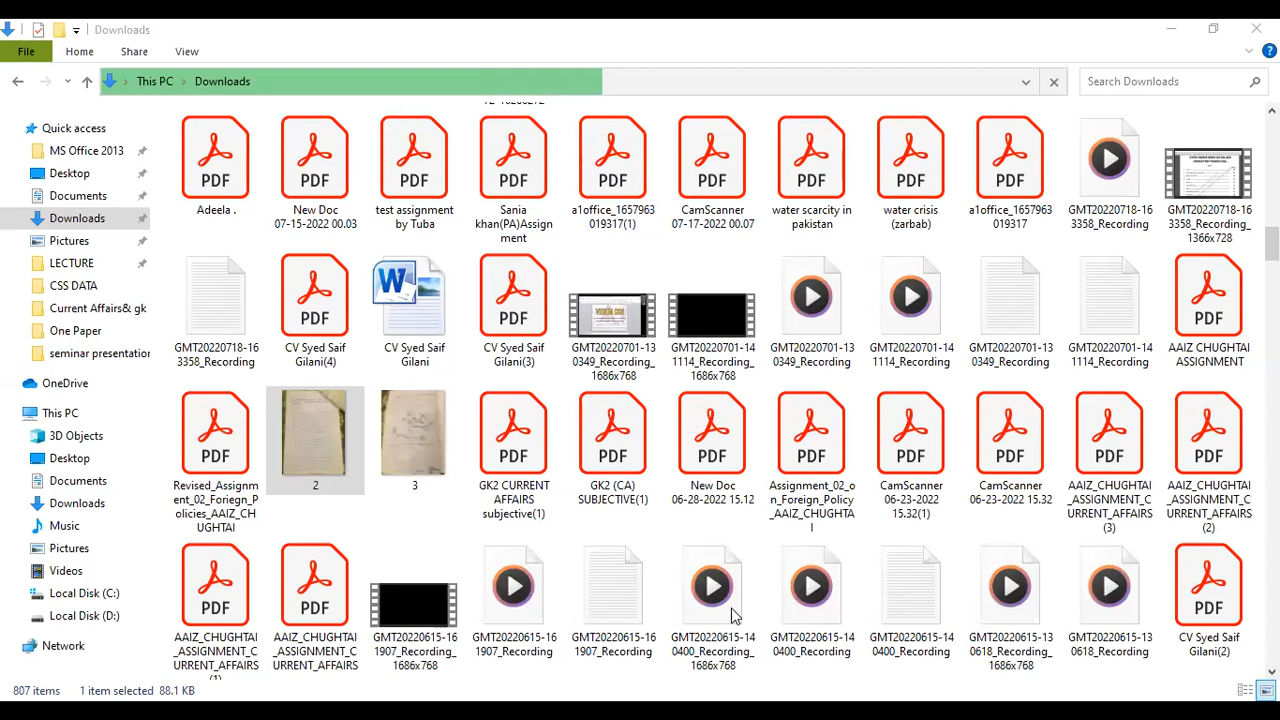 Downloads
File
Home
Share
View
This PC
Downloads
Search Downloads
Quick access
MS Office 2013
Desktop
Documents
Downloads
Pictures
LECTURE
CSS DATA
Current Affairs& gk
One Paper
seminar presentation
OneDrive
This PC
3D Objects
Desktop
Documents
Downloads
Music
Pictures
Videos
Local Disk (C:)
Local Disk (D:)
Network
PDF
Adeela .
PDF
New Doc
07-15-2022 00.03
PDF
test assignment
by Tuba
PDF
Sania
khan(PA)Assign
ment
PDF
a1office_1657963
019317(1)
PDF
CamScanner
07-17-2022 00.07
PDF
water scarcity in
pakistan
PDF
water crisis
(zarbab)
PDF
a1office_1657963
019317
GMT20220718-16
3358_Recording
GMT20220718-16
3358_Recording_
1366x728
GMT20220718-16
3358_Recording
PDF
CV Syed Saif
Gilani(4)
W
CV Syed Saif
Gilani
PDF
CV Syed Saif
Gilani(3)
GMT20220701-13
0349_Recording_
1686x768
GMT20220701-14
1114_Recording_
1686x768
GMT20220701-13
0349_Recording
GMT20220701-14
1114_Recording
GMT20220701-13
0349_Recording
GMT20220701-14
1114_Recording
PDF
AAIZ CHUGHTAI
ASSIGNMENT
PDF
Revised_Assignm
ent_02_Foriegn_P
olicies_AAIZ_CH
UGHTAI
2
3
PDF
GK2 CURRENT
AFFAIRS
subjective(1)
PDF
GK2 (CA)
SUBJECTIVE(1)
PDF
New Doc
06-28-2022 15.12
PDF
Assignment_02_o
n_Foreign_Policy
_AAIZ_CHUGHTA
I
PDF
CamScanner
06-23-2022
15.32(1)
PDF
CamScanner
06-23-2022 15.32
PDF
AAIZ_CHUGHTAI
_ASSIGNMENT_C
URRENT_AFFAIRS
(3)
PDF
AAIZ_CHUGHTAI
_ASSIGNMENT_C
URRENT_AFFAIRS
(2)
PDF
AAIZ_CHUGHTAI
_ASSIGNMENT_C
URRENT_AFFAIRS
(1)
PDF
AAIZ_CHUGHTAI
_ASSIGNMENT_C
URRENT_AFFAIRS
GMT20220615-16
1907_Recording_
1686x768
GMT20220615-16
1907_Recording
GMT20220615-16
1907_Recording
GMT20220615-14
0400_Recording_
1686x768
GMT20220615-14
0400_Recording
GMT20220615-14
0400_Recording
GMT20220615-13
0618_Recording_
1686x768
GMT20220615-13
0618_Recording
PDF
CV Syed Saif
Gilani(2)
807 items
1 item selected 88.1 KB